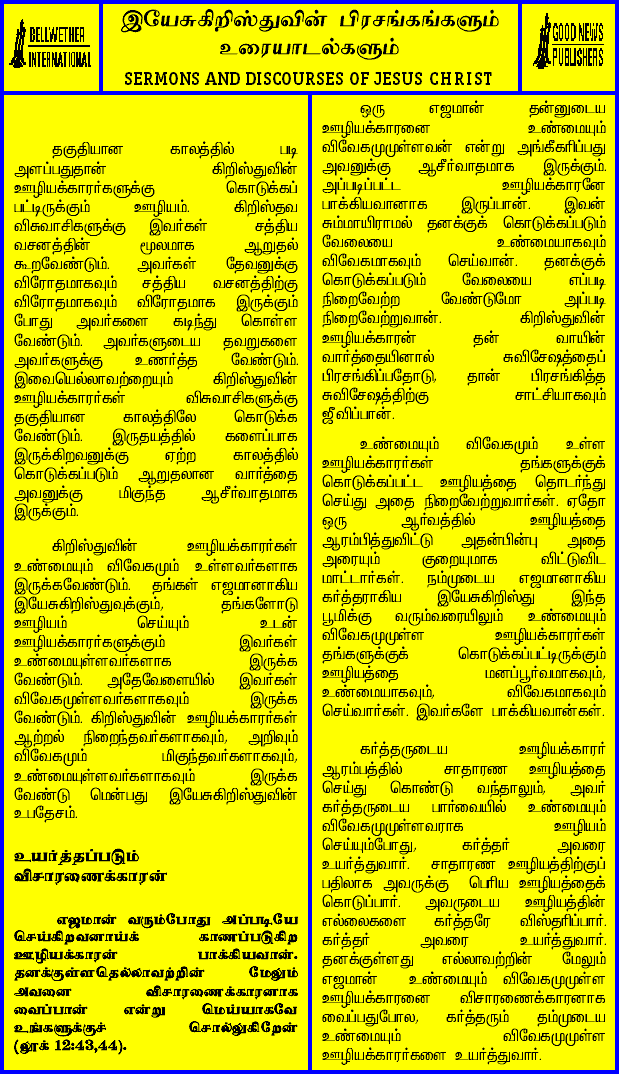 BELLWETHER
INTERNATIONAL
இயேசுகிறிஸ்துவின் பிரசங்கங்களும்
உரையாடல்களும்
SERMONS AND DISCOURSES OF JESUS CHRIST
GOOD NEWS
PUBLISHERS
தகுதியான காலத்தில் படி
அளப்பதுதான் கிறிஸ்துவின்
ஊழியக்காரர்களுக்கு கொடுக்கப்
பட்டிருக்கும் ஊழியம். கிறிஸ்தவ
விசுவாசிகளுக்கு இவர்கள் சத்திய
வசனத்தின் மூலமாக ஆறுதல்
கூறவேண்டும். அவர்கள் தேவனுக்கு
விரோதமாகவும் சத்திய வசனத்திற்கு
விரோதமாகவும் விரோதமாக இருக்கும்
போது அவர்களை கடிந்து கொள்ள
வேண்டும். அவர்களுடைய தவறுகளை
அவர்களுக்கு உணர்த்த வேண்டும்.
இவையெல்லாவற்றையும் கிறிஸ்துவின்
ஊழியக்காரர்கள் விசுவாசிகளுக்கு
தகுதியான காலத்திலே கொடுக்க
வேண்டும். இருதயத்தில் களைப்பாக
இருக்கிறவனுக்கு ஏற்ற காலத்தில்
கொடுக்கப்படும் ஆறுதலான வார்த்தை
அவனுக்கு மிகுந்த ஆசீர்வாதமாக
இருக்கும்.
கிறிஸ்துவின் ஊழியக்காரர்கள்
உண்மையும் விவேகமும் உள்ளவர்களாக
இருக்கவேண்டும். தங்கள் எஜமானாகிய
இயேசுகிறிஸ்துவுக்கும், தங்களோடு
ஊழியம் செய்யும் உடன்
ஊழியக்காரர்களுக்கும் இவர்கள்
உண்மையுள்ளவர்களாக இருக்க
வேண்டும். அதேவேளையில் இவர்கள்
விவேகமுள்ளவர்களாகவும் இருக்க
வேண்டும். கிறிஸ்துவின் ஊழியக்காரர்கள்
ஆற்றல் நிறைந்தவர்களாகவும், அறிவும்
விவேகமும் மிகுந்தவர்களாகவும்,
உண்மையுள்ளவர்களாகவும் இருக்க
வேண்டு மென்பது இயேசுகிறிஸ்துவின்
உபதேசம்.
உயர்த்தப்படும்
விசாரணைக்காரன்
எஜமான் வரும்போது அப்படியே
செய்கிறவனாய்க் காணப்படுகிற
ஊழியக்காரன் பாக்கியவான்.
தனக்குள்ளதெல்லாவற்றின் மேலும்
அவனை விசாரணைக்காரனாக
வைப்பான் என்று மெய்யாகவே
உங்களுக்குச் சொல்லுகிறேன்
(லூக் 12:43,44).
ஒரு எஜமான் தன்னுடைய
ஊழியக்காரனை உண்மையும்
விவேகமுமுள்ளவன் என்று அங்கீகரிப்பது
அவனுக்கு ஆசீர்வாதமாக இருக்கும்.
அப்படிப்பட்ட ஊழியக்காரனே
பாக்கியவானாக இருப்பான். இவன்
சும்மாயிராமல் தனக்குக் கொடுக்கப்படும்
வேலையை உண்மையாகவும்
விவேகமாகவும் செய்வான். தனக்குக்
கொடுக்கப்படும் வேலையை எப்படி
நிறைவேற்ற வேண்டுமோ அப்படி
நிறைவேற்றுவான். கிறிஸ்துவின்
ஊழியக்காரன் தன் வாயின்
வார்த்தையினால் சுவிசேஷத்தைப்
பிரசங்கிப்பதோடு, தான் பிரசங்கித்த
சுவிசேஷத்திற்கு சாட்சியாகவும்
ஜீவிப்பான்.
உண்மையும் விவேகமும் உள்ள
ஊழியக்காரர்கள் தங்களுக்குக்
கொடுக்கப்பட்ட ஊழியத்தை தொடர்ந்து
செய்து அதை நிறைவேற்றுவார்கள். ஏதோ
ஒரு ஆர்வத்தில் ஊழியத்தை
ஆரம்பித்துவிட்டு அதன்பின்பு அதை
அரையும் குறையுமாக விட்டுவிட
மாட்டார்கள். நம்முடைய எஜமானாகிய
கர்த்தராகிய இயேசுகிறிஸ்து இந்த
பூமிக்கு வரும்வரையிலும் உண்மையும்
விவேகமுமுள்ள ஊழியக்காரர்கள்
தங்களுக்குக் கொடுக்கப்பட்டிருக்கும்
ஊழியத்தை மனப்பூர்வமாகவும்,
உண்மையாகவும், விவேகமாகவும்
செய்வார்கள். இவர்களே பாக்கியவான்கள்.
கர்த்தருடைய ஊழியக்காரர்
ஆரம்பத்தில் சாதாரண ஊழியத்தை
செய்து கொண்டு வந்தாலும், அவர்
கர்த்தருடைய பார்வையில் உண்மையும்
விவேகமுமுள்ளவராக ஊழியம்
செய்யும்போது, கர்த்தர் அவரை
உயர்த்துவார். சாதாரண ஊழியத்திற்குப்
பதிலாக அவருக்கு பெரிய ஊழியத்தைக்
கொடுப்பார். அவருடைய ஊழியத்தின்
எல்லைகளை கர்த்தரே விஸ்தரிப்பார்.
கர்த்தர் அவரை உயர்த்துவார்.
தனக்குள்ளது எல்லாவற்றின் மேலும்
எஜமான் உண்மையும் விவேகமுமுள்ள
ஊழியக்காரனை விசாரணைக்காரனாக
வைப்பதுபோல, கர்த்தரும் தம்முடைய
உண்மையும் விவேகமுமுள்ள
ஊழியக்காரர்களை உயர்த்துவார்.